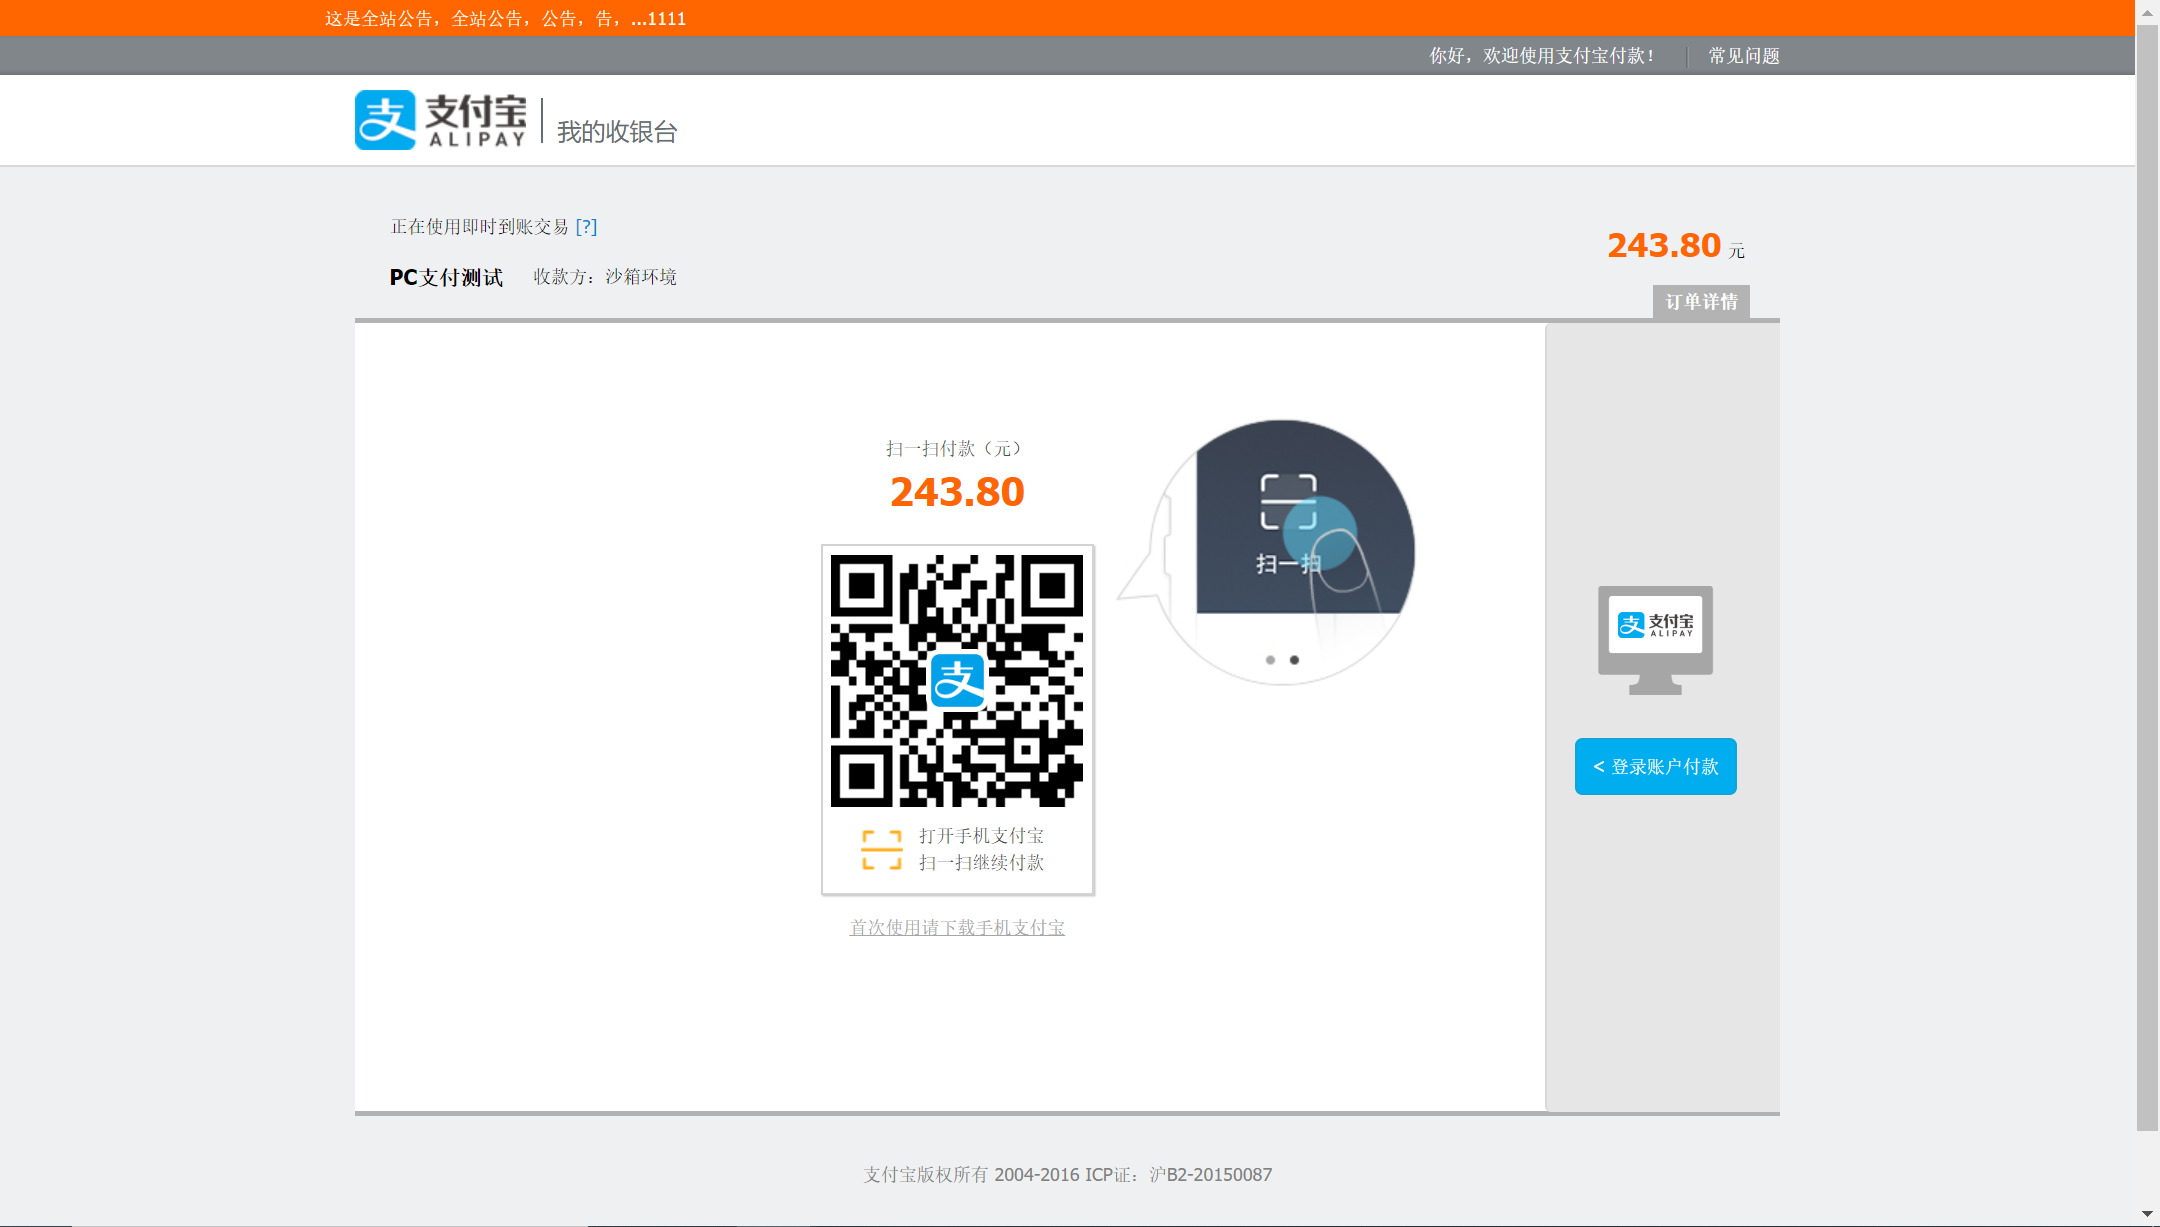 这是全站公告，全站公告，公告，告，...1111
你好，欢迎使用支付宝付款！
常见问题
支付宝
ALIPAY
我的收银台
正在使用即时到账交易 [?]
243.80 元
PC支付测试 收款方：沙箱环境
订单详情
扫一扫付款（元）
243.80
扫一扫
支
支付宝
ALIPAY
< 登录账户付款
打开手机支付宝
扫一扫继续付款
首次使用请下载手机支付宝
支付宝版权所有 2004-2016 ICP证：沪B2-20150087